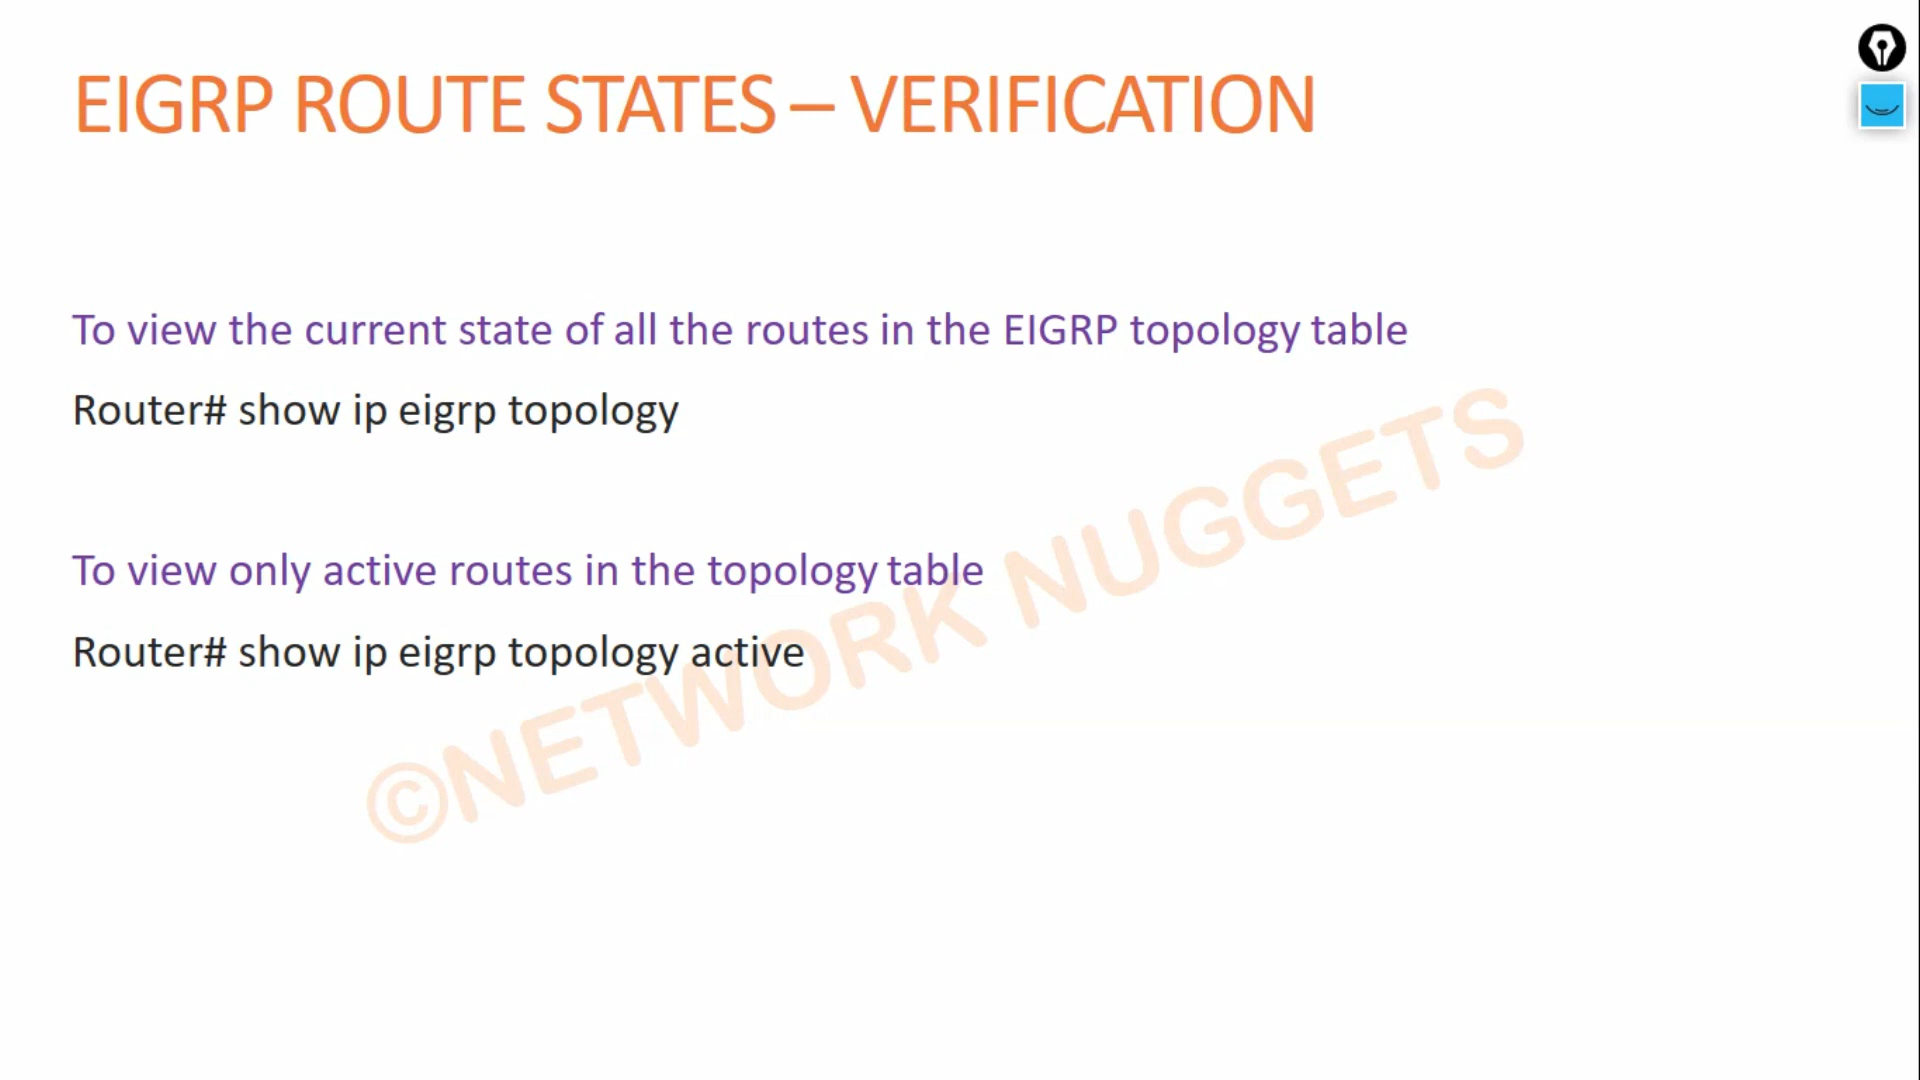 EIGRP ROUTE STATES – VERIFICATION
To view the current state of all the routes in the EIGRP topology table
Router# show ip eigrp topology
To view only active routes in the topology table
Router# show ip eigrp topology active
©NETWORK NUGGETS